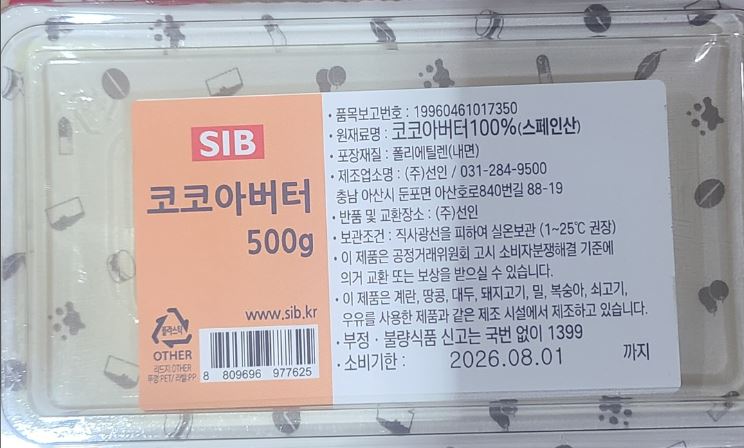 SIB
코코아버터
500g
www.sib.kr
플라스틱
OTHER
리드지:OTHER
뚜껑:PET/ 라벨:PP
8 809696 977625
• 품목보고번호 : 19960461017350
• 원재료명 : 코코아버터100%(스페인산)
• 포장재질 : 폴리에틸렌(내면)
• 제조업소명 : (주)선인 / 031-284-9500
충남 아산시 둔포면 아산호로840번길 88-19
• 반품 및 교환장소 : (주)선인
• 보관조건 : 직사광선을 피하여 실온보관 (1~25℃ 권장)
• 이 제품은 공정거래위원회 고시 소비자분쟁해결 기준에
의거 교환 또는 보상을 받으실 수 있습니다.
• 이 제품은 계란, 땅콩, 대두, 돼지고기, 밀, 복숭아, 쇠고기,
우유를 사용한 제품과 같은 제조 시설에서 제조하고 있습니다.
• 부정 · 불량식품 신고는 국번 없이 1399
• 소비기한 : 2026.08.01 까지